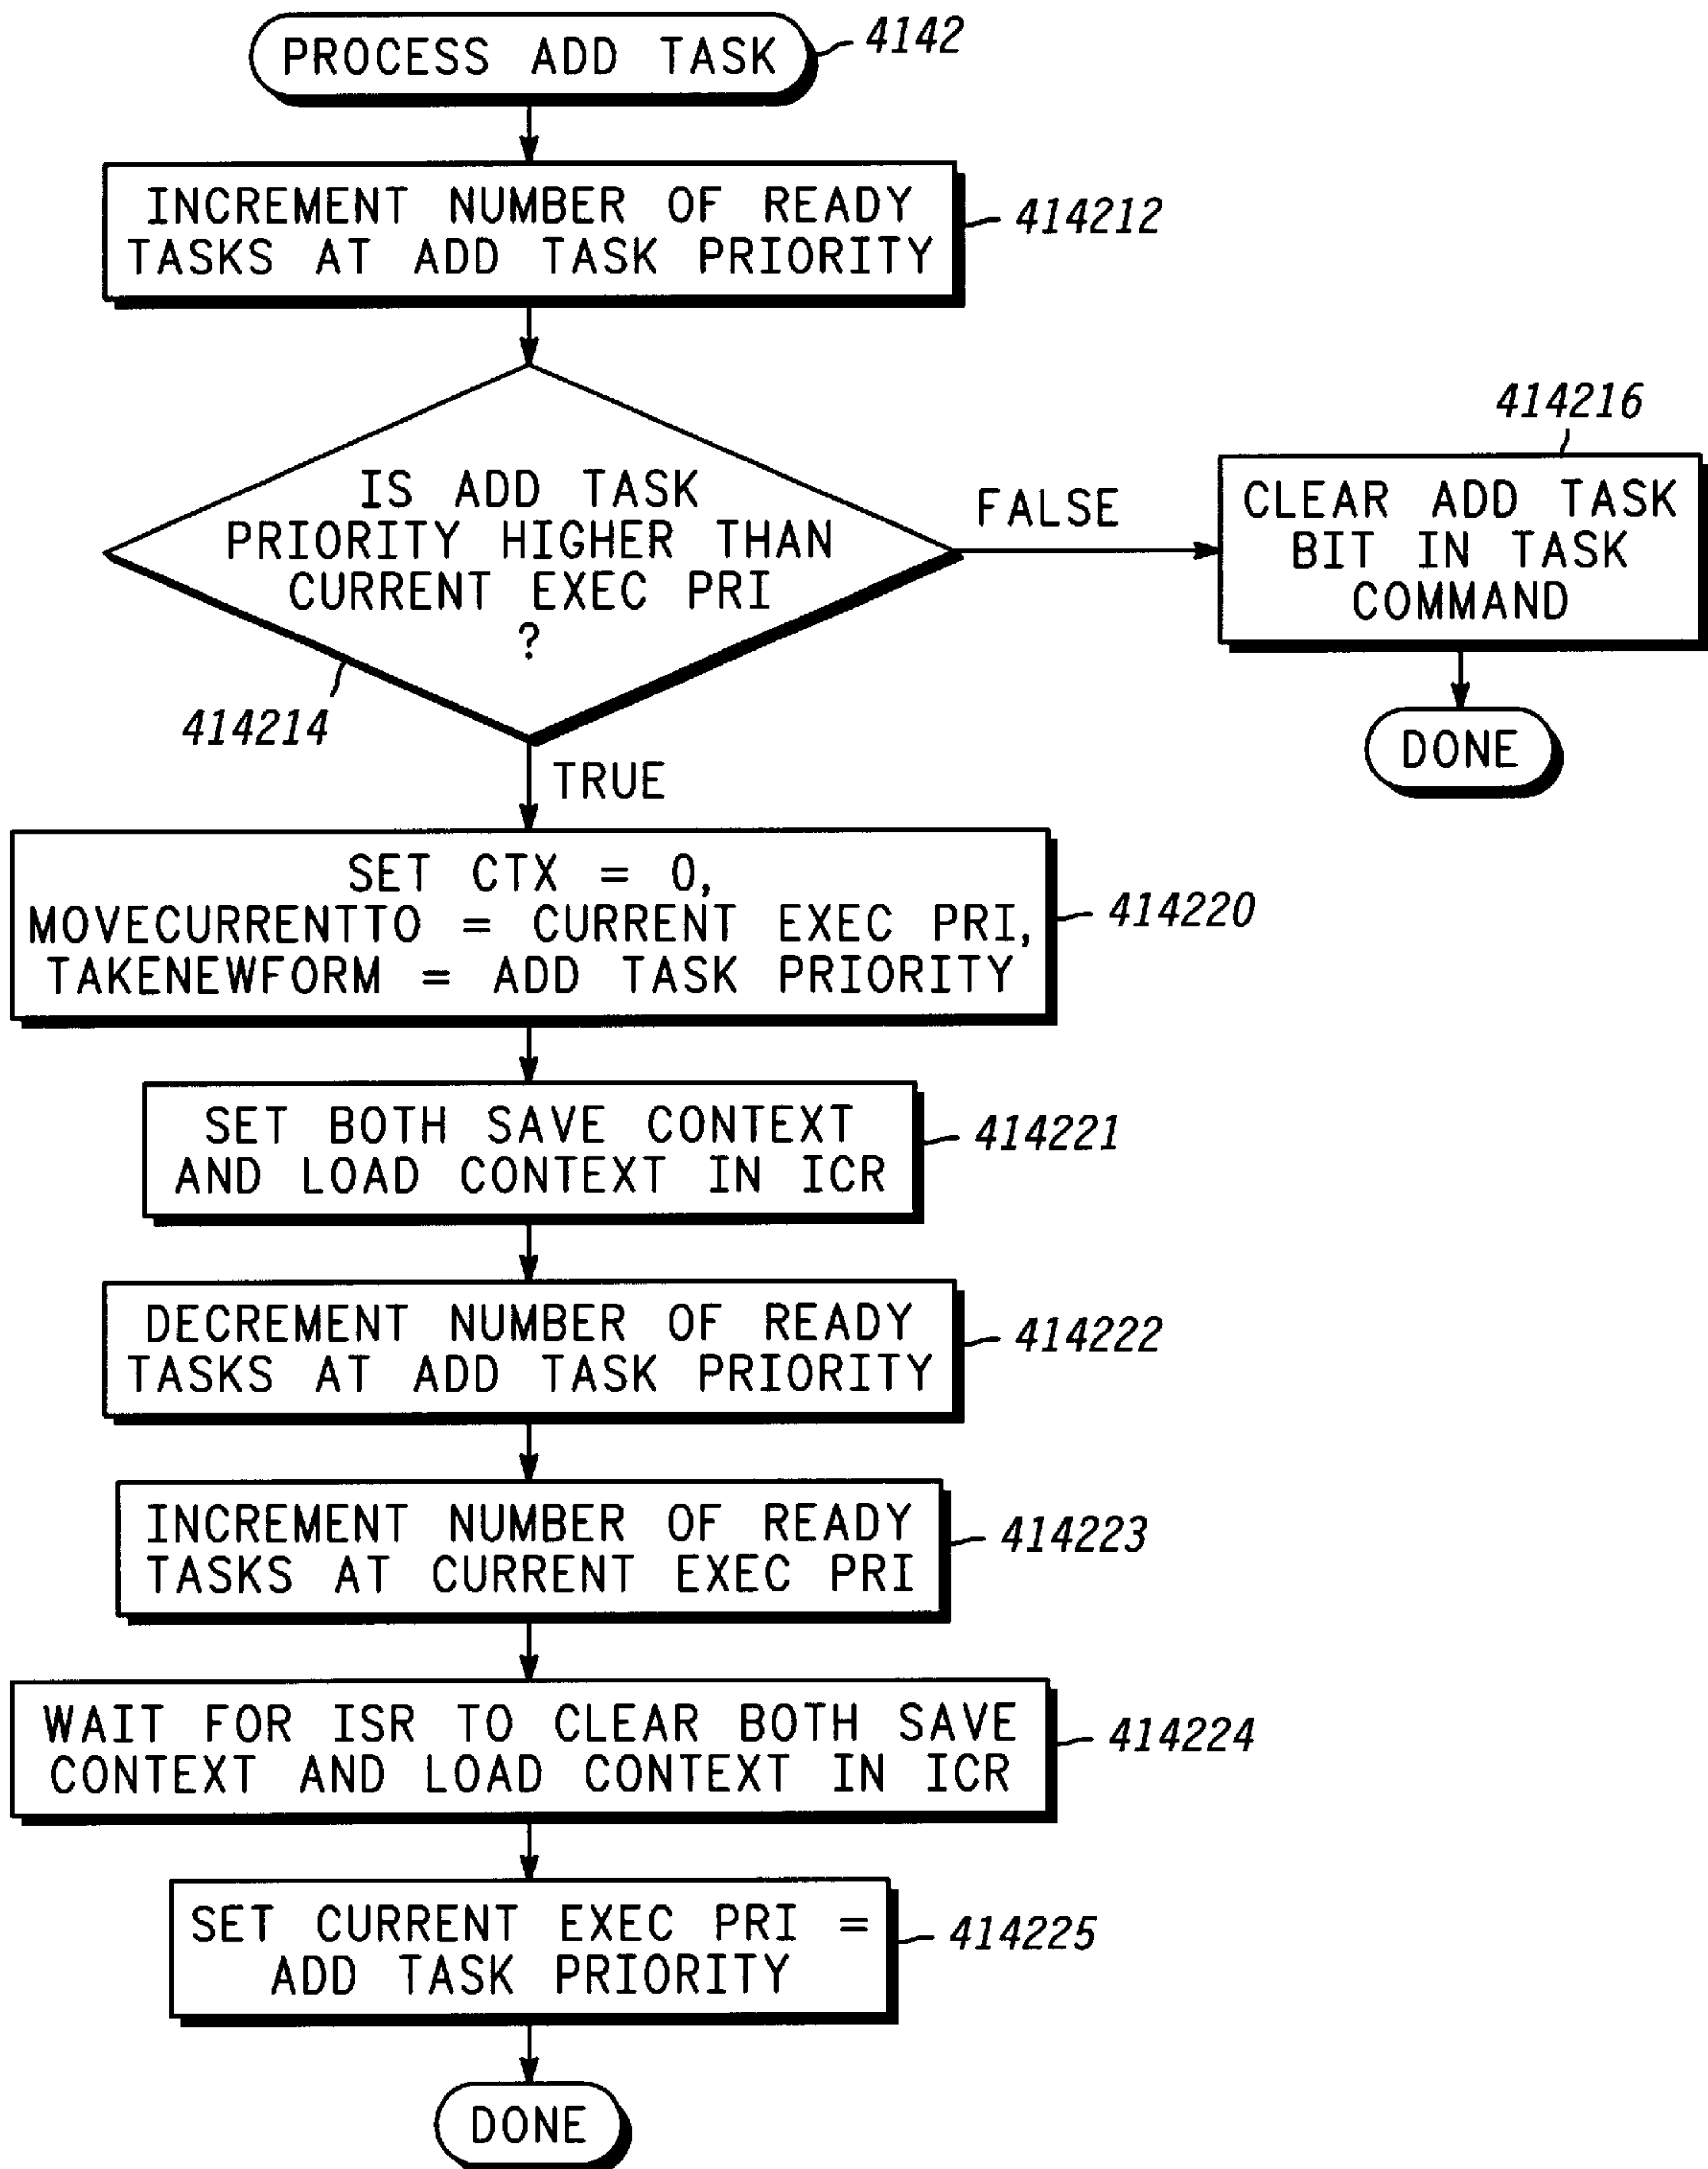 PROCESS ADD TASK
4142
INCREMENT NUMBER OF READY
TASKS AT ADD TASK PRIORITY
414212
IS ADD TASK
PRIORITY HIGHER THAN
CURRENT EXEC PRI
?
414214
FALSE
414216
CLEAR ADD TASK
BIT IN TASK
COMMAND
DONE
TRUE
SET CTX = 0,
MOVECURRENTTO = CURRENT EXEC PRI,
TAKENEWFORM = ADD TASK PRIORITY
414220
SET BOTH SAVE CONTEXT
AND LOAD CONTEXT IN ICR
414221
DECREMENT NUMBER OF READY
TASKS AT ADD TASK PRIORITY
414222
INCREMENT NUMBER OF READY
TASKS AT CURRENT EXEC PRI
414223
WAIT FOR ISR TO CLEAR BOTH SAVE
CONTEXT AND LOAD CONTEXT IN ICR
414224
SET CURRENT EXEC PRI =
ADD TASK PRIORITY
414225
DONE